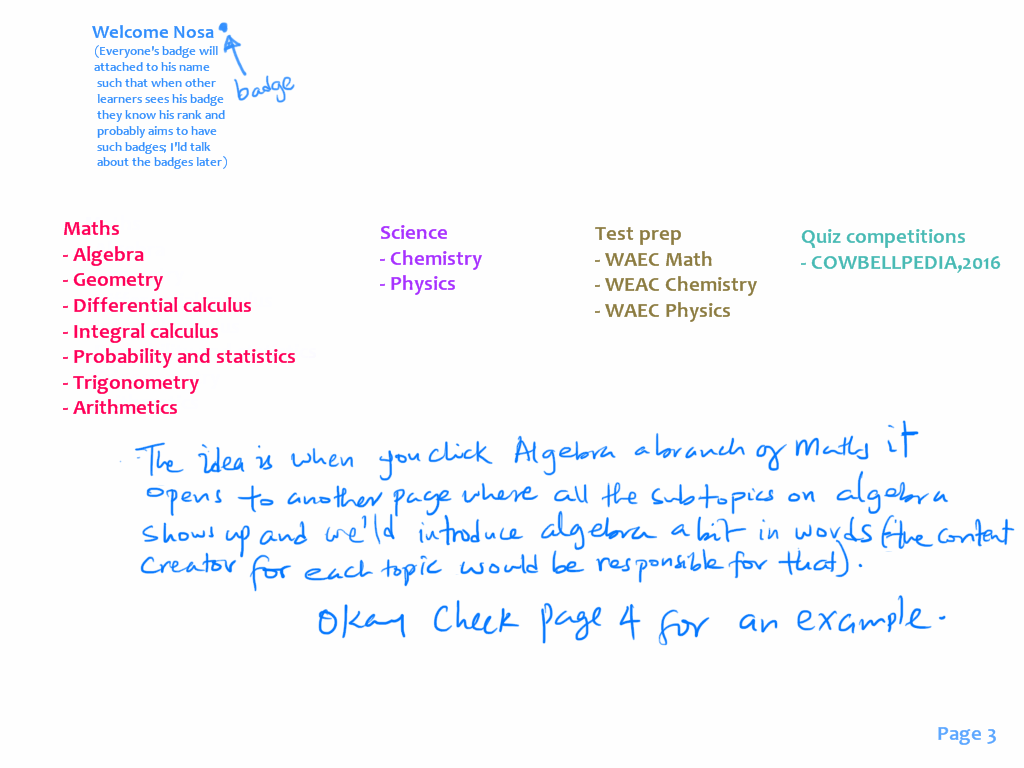 Welcome Nosa
(Everyone's badge will
attached to his name
such that when other
learners sees his badge
they know his rank and
probably aims to have
such badges; I'ld talk
about the badges later)
badge
Maths
- Algebra
- Geometry
- Differential calculus
- Integral calculus
- Probability and statistics
- Trigonometry
- Arithmetics
Science
- Chemistry
- Physics
Test prep
- WAEC Math
- WEAC Chemistry
- WAEC Physics
Quiz competitions
- COWBELLPEDIA,2016
The idea is when you click Algebra a branch of Maths it
opens to another page where all the subtopics on algebra
shows up and we'ld introduce algebra a bit in words (the content
creator for each topic would be responsible for that).
Okay Check page 4 for an example.
Page 3